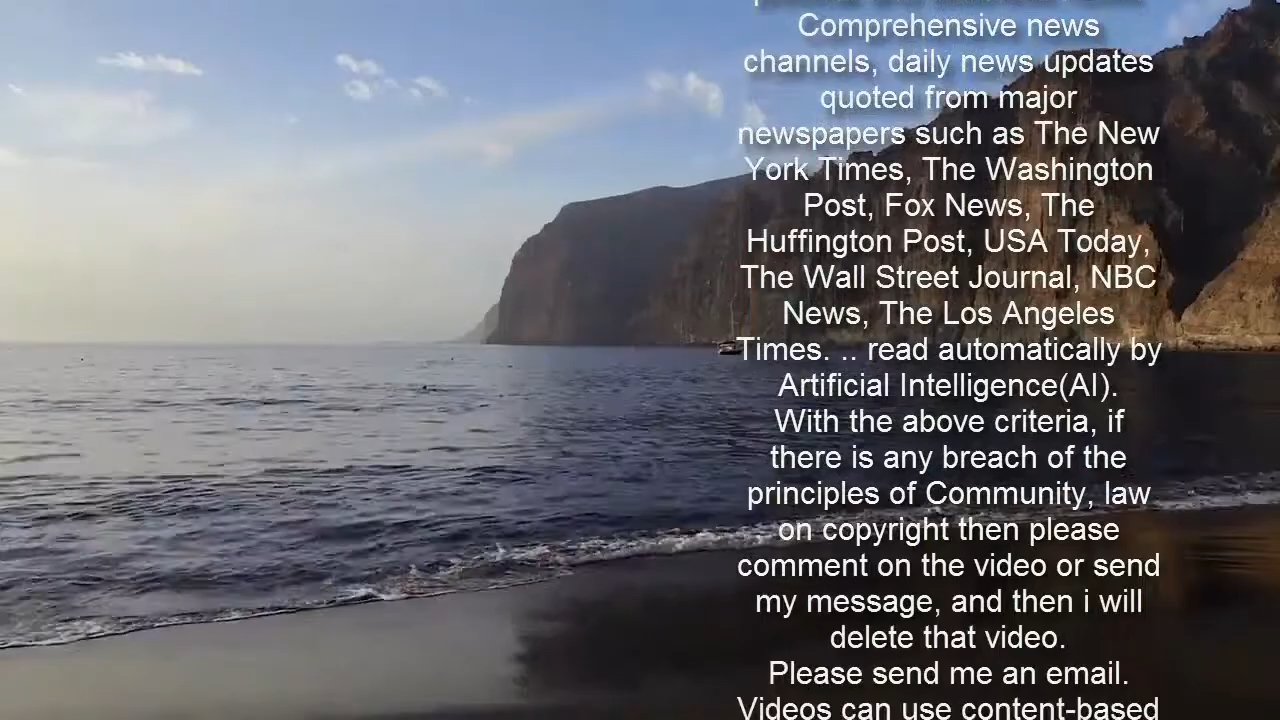 Comprehensive news
channels, daily news updates
quoted from major
newspapers such as The New
York Times, The Washington
Post, Fox News, The
Huffington Post, USA Today,
The Wall Street Journal, NBC
News, The Los Angeles
Times. .. read automatically by
Artificial Intelligence(AI).
With the above criteria, if
there is any breach of the
principles of Community, law
on copyright then please
comment on the video or send
my message, and then i will
delete that video.
Please send me an email.
Videos can use content-based